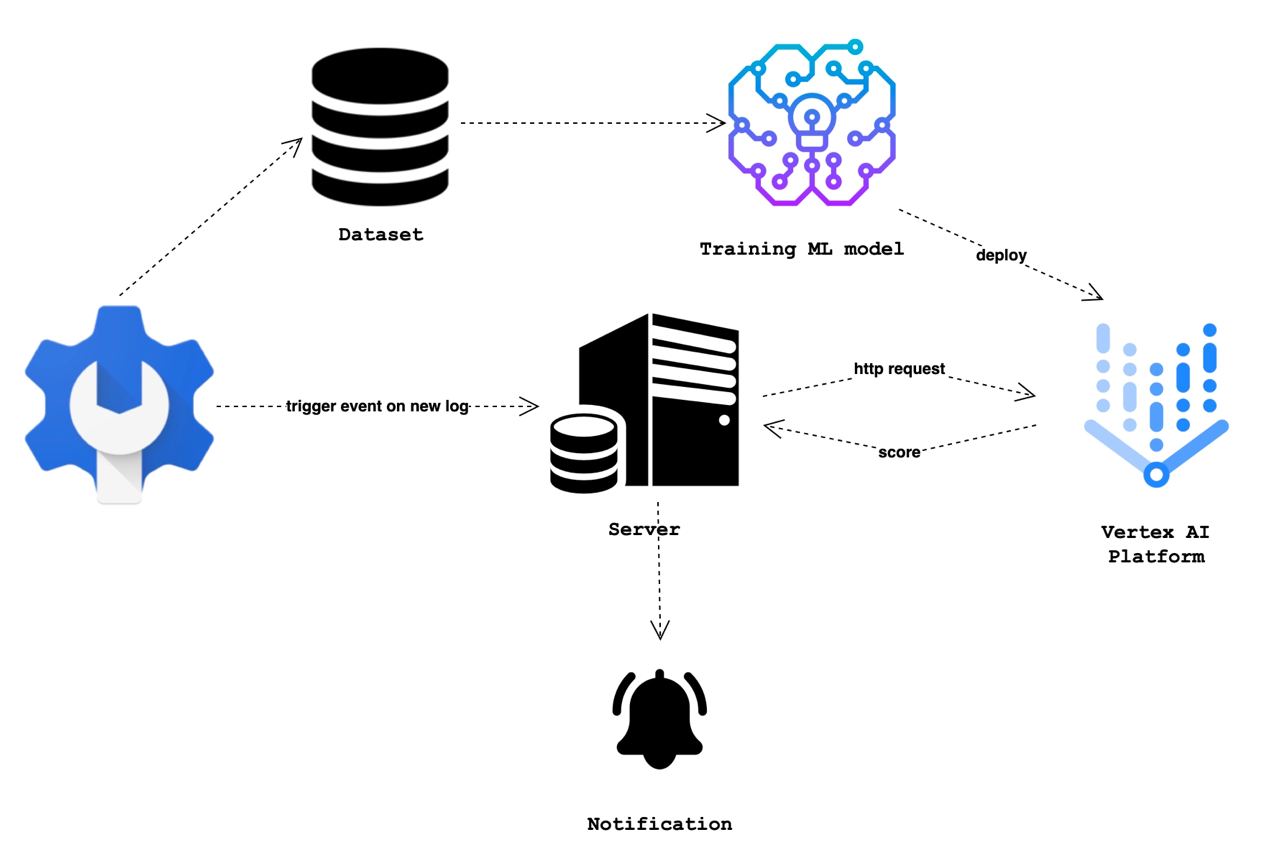 Dataset
Training ML model
deploy
trigger event on new log
http request
score
Server
Vertex AI
Platform
Notification